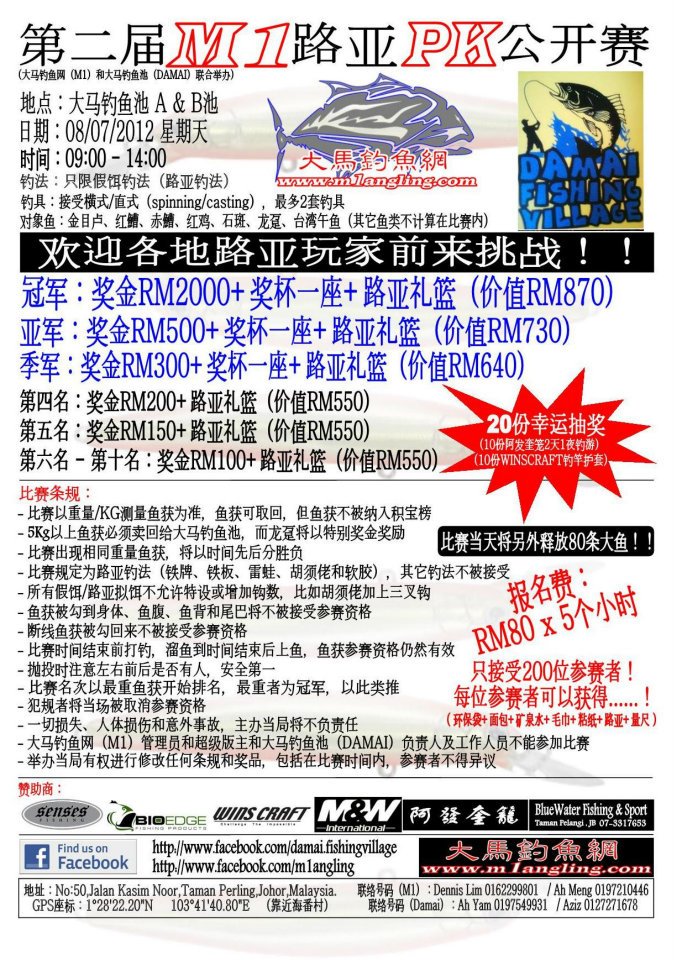 第二届M1路亚PK公开赛
(大马钓鱼网（M1）和大马钓鱼池（DAMAI）联合举办)
地点：大马钓鱼池 A & B池
日期：08/07/2012 星期天
时间：09:00 - 14:00
钓法：只限假饵钓法（路亚钓法）
钓具：接受横式/直式（spinning/casting），最多2套钓具
对象鱼：金目卢、红鰽、赤鰽、红鸡、石斑、龙趸、台湾午鱼（其它鱼类不计算在比赛内）
大馬釣魚網
www.m1angling.com
DAMAI
FISHING
VILLAGE
欢迎各地路亚玩家前来挑战！！
冠军：奖金RM2000+ 奖杯一座+ 路亚礼篮（价值RM870）
亚军：奖金RM500+ 奖杯一座+ 路亚礼篮（价值RM730）
季军：奖金RM300+ 奖杯一座+ 路亚礼篮（价值RM640）
第四名：奖金RM200+ 路亚礼篮（价值RM550）
第五名：奖金RM150+ 路亚礼篮（价值RM550）
第六名 - 第十名：奖金RM100+ 路亚礼篮（价值RM550）
20份幸运抽奖
(10份阿发奎笼2天1夜钓游)
(10份WINSCRAFT钓竿护套)
比赛条规：
- 比赛以重量/KG测量鱼获为准，鱼获可取回，但鱼获不被纳入积宝榜
- 5Kg以上鱼获必须卖回给大马钓鱼池，而龙趸将以特别奖金奖励
- 比赛出现相同重量鱼获，将以时间先后分胜负
- 比赛规定为路亚钓法（铁牌、铁板、雷蛙、胡须佬和软胶），其它钓法不被接受
- 所有假饵/路亚拟饵不允许特设或增加钩数，比如胡须佬加上三叉钩
- 鱼获被勾到身体、鱼腹、鱼背和尾巴将不被接受参赛资格
- 断线鱼获被勾回来不被接受参赛资格
- 比赛时间结束前打钓，溜鱼到时间结束后上鱼，鱼获参赛资格仍然有效
- 抛投时注意左右前后是否有人，安全第一
- 比赛名次以最重鱼获开始排名，最重者为冠军，以此类推
- 犯规者将当场被取消参赛资格
- 一切损失、人体损伤和意外事故，主办当局将不负责任
- 大马钓鱼网（M1）管理员和超级版主和大马钓鱼池（DAMAI）负责人及工作人员不能参加比赛
- 举办当局有权进行修改任何条规和奖品，包括在比赛时间内，参赛者不得异议
比赛当天将另外释放80条大鱼！！
报名费：
RM80 x 5个小时
只接受200位参赛者！
每位参赛者可以获得......！
（环保袋+面包+矿泉水+毛巾+粘纸+路亚+量尺）
赞助商：
senses
FISHING
BIOEDGE
FISHING PRODUCTS
WINS CRAFT
Challenge The Impossible
M&W
International
阿發奎籠
BlueWater Fishing & Sport
Taman Pelangi, JB 07-3317653
Find us on
Facebook
http://www.facebook.com/damai.fishingvillage
http://www.facebook.com/m1angling
大馬釣魚網
www.m1angling.com
地址：No:50,Jalan Kasim Noor,Taman Perling,Johor,Malaysia.
GPS座标：1°28'22.20"N 103°41'40.80"E （靠近海番村）
联络号码（M1）：Dennis Lim 0162299801 / Ah Meng 0197210446
联络号码（Damai）：Ah Yam 0197549931 / Aziz 0127271678